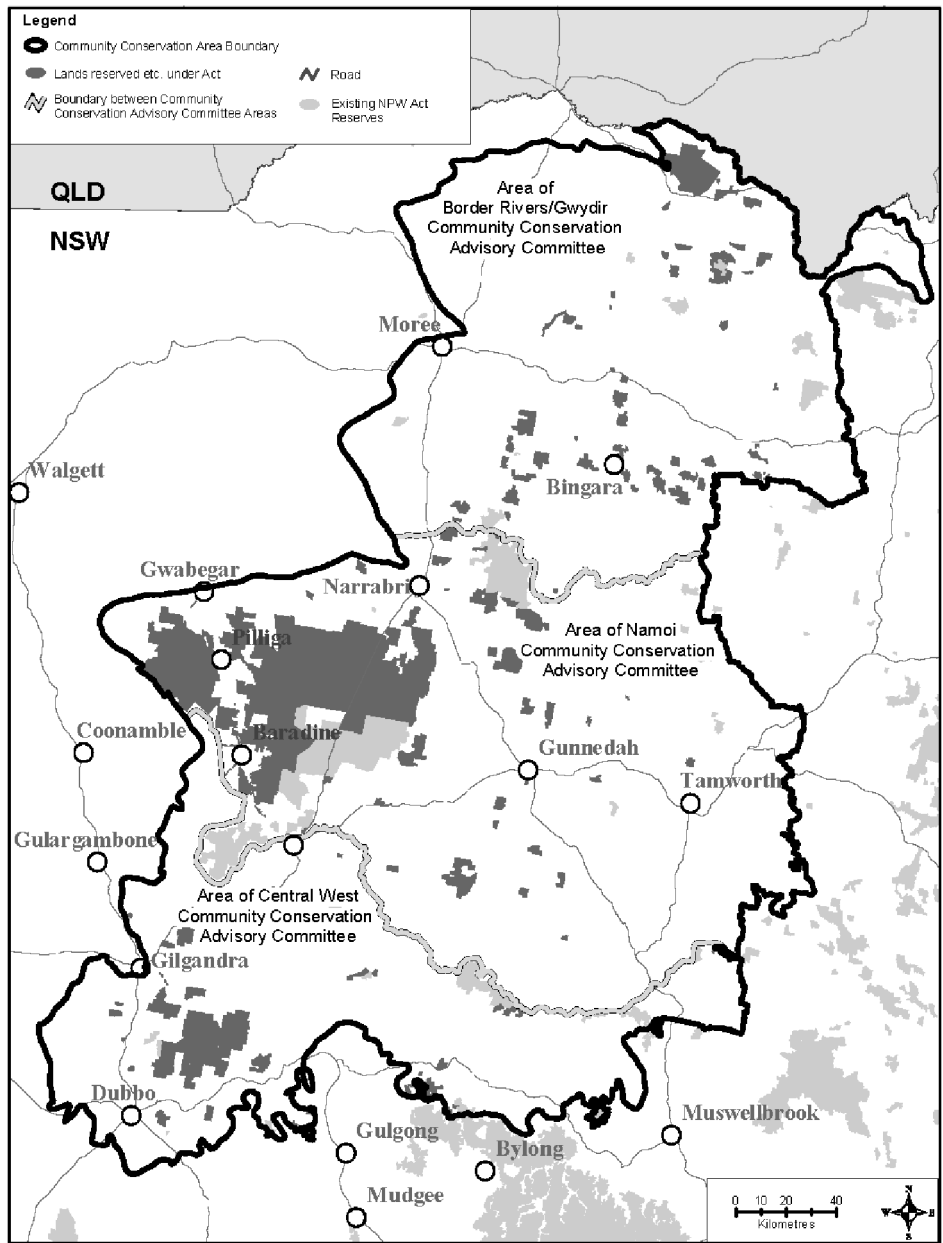 Legend
Community Conservation Area Boundary
Lands reserved etc. under Act
Boundary between Community
Conservation Advisory Committee Areas
Road
Existing NPW Act
Reserves
QLD
NSW
Area of
Border Rivers/Gwydir
Community Conservation
Advisory Committee
Moree
Walgett
Bingara
Gwabegar
Narrabri
Pilliga
Area of Namoi
Community Conservation
Advisory Committee
Coonamble
Baradine
Gunnedah
Tamworth
Gulargambone
Area of Central West
Community Conservation
Advisory Committee
Gilgandra
Dubbo
Muswellbrook
Gulgong
Bylong
Mudgee
0 10 20 40
Kilometres
N
W E
S